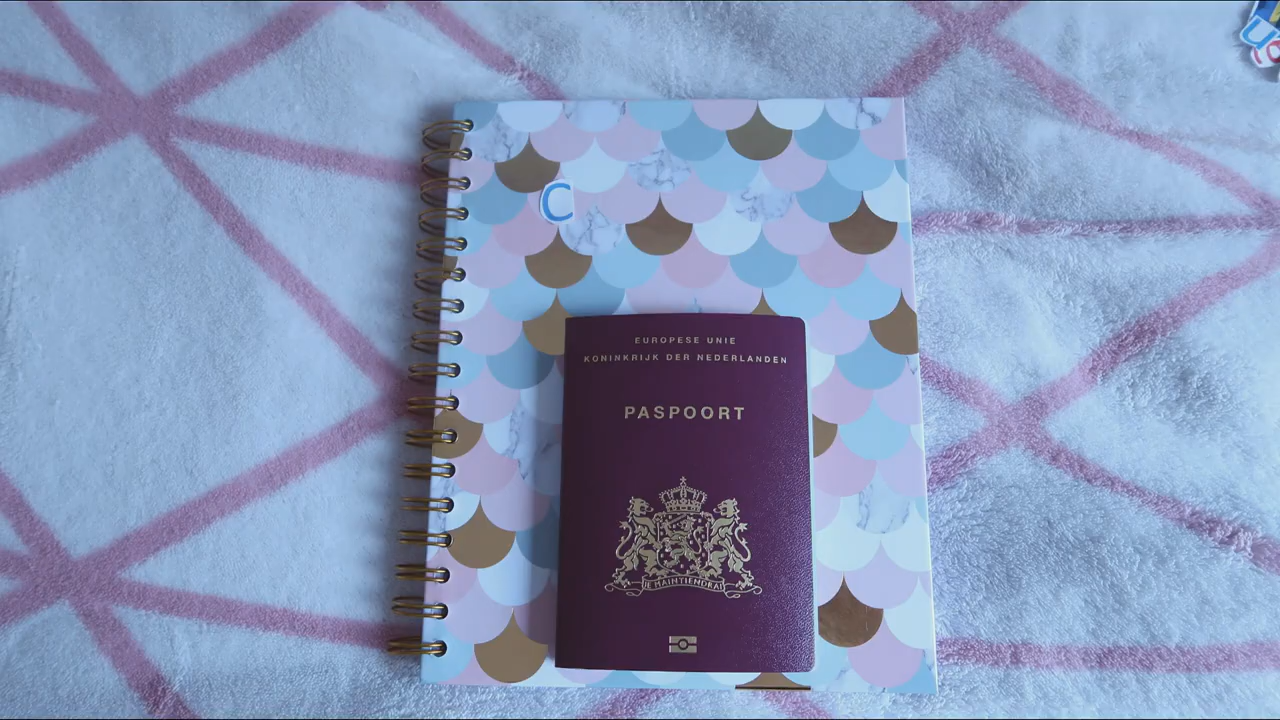 C
EUROPESE UNIE
KONINKRIJK DER NEDERLANDEN
PASPOORT
JE MAINTIENDRAI